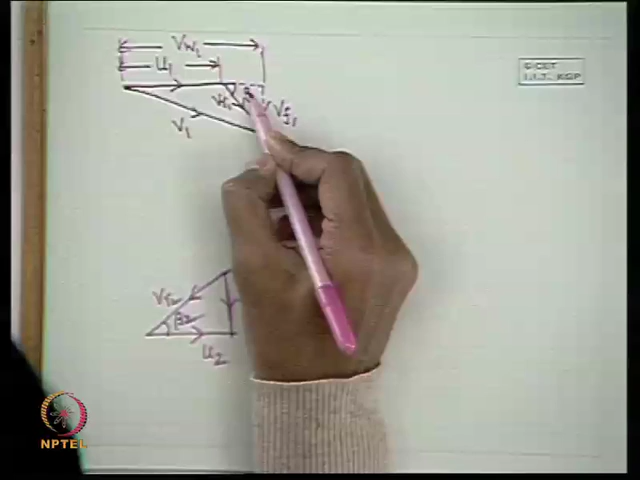 Vw₁
U₁
Vr₁
Vf₁
V₁
© CET
I.I.T. KGP
Vr₂
β₂
U₂
NPTEL